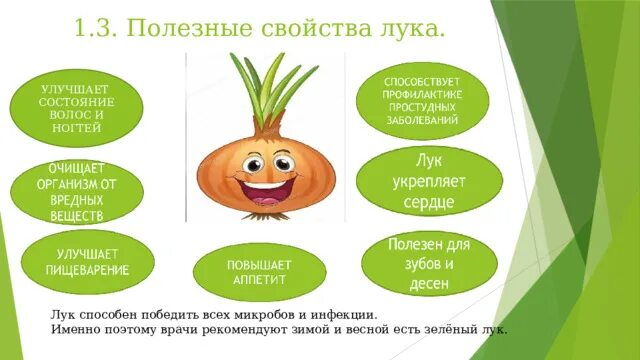 1.3. Полезные свойства лука.
УЛУЧШАЕТ
СОСТОЯНИЕ
ВОЛОС И
НОГТЕЙ
ОЧИЩАЕТ
ОРГАНИЗМ ОТ
ВРЕДНЫХ
ВЕЩЕСТВ
УЛУЧШАЕТ
ПИЩЕВАРЕНИЕ
ПОВЫШАЕТ
АППЕТИТ
СПОСОБСТВУЕТ
ПРОФИЛАКТИКЕ
ПРОСТУДНЫХ
ЗАБОЛЕВАНИЙ
Лук
укрепляет
сердце
Полезен для
зубов и
десен
Лук способен победить всех микробов и инфекции.
Именно поэтому врачи рекомендуют зимой и весной есть зелёный лук.